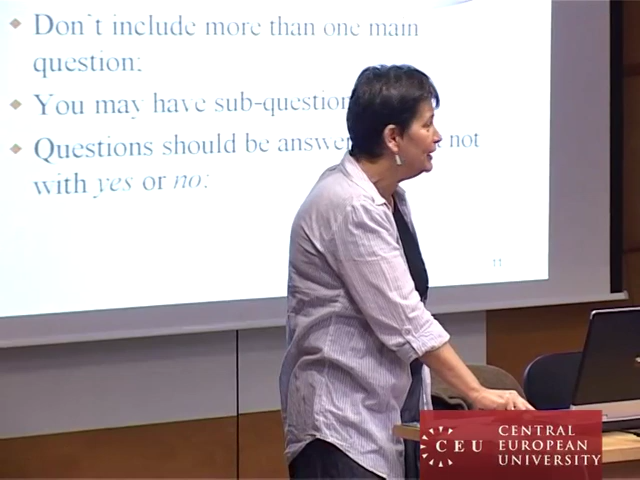 Don't include more than one main
question:
You may have sub-question
Questions should be answe not
with yes or no:
11
CEU
CENTRAL
EUROPEAN
UNIVERSITY